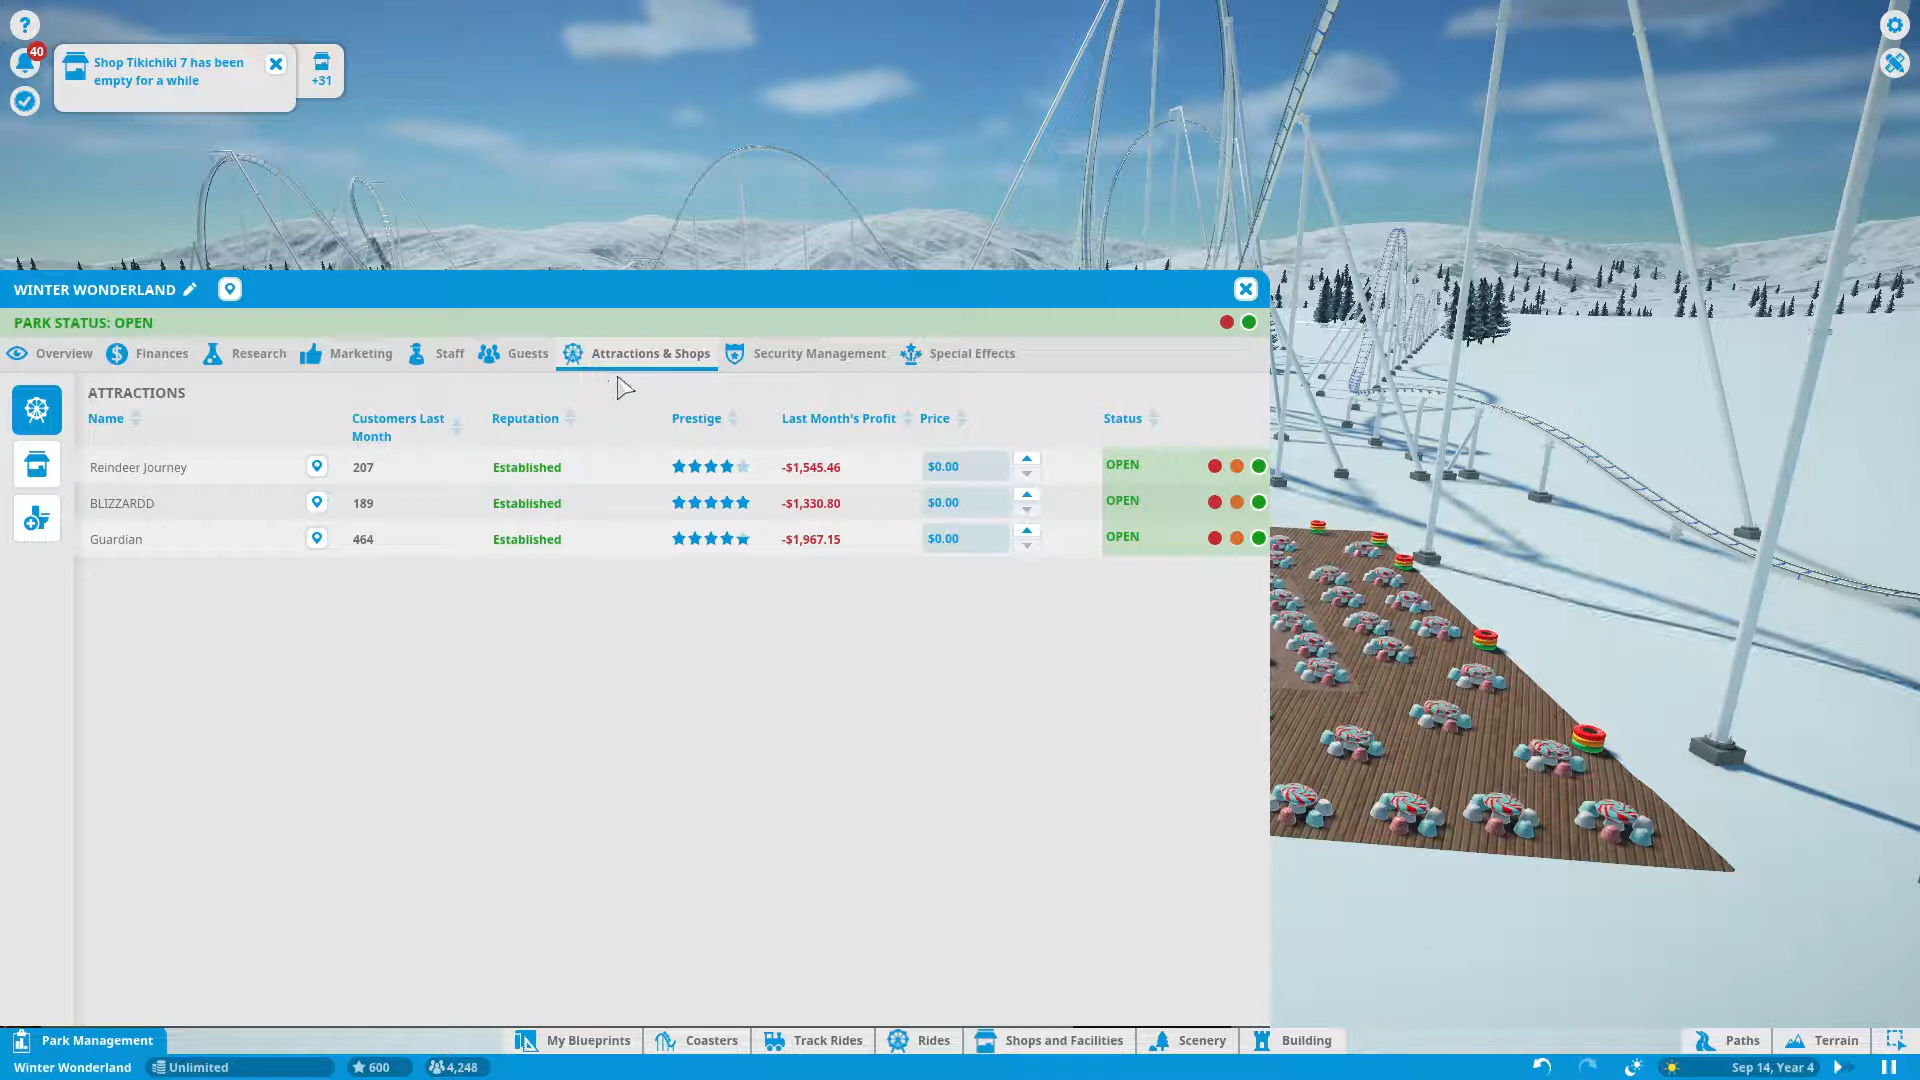 ?
40
Shop Tikichiki 7 has been
empty for a while
+31
WINTER WONDERLAND
PARK STATUS: OPEN
Overview
Finances
Research
Marketing
Staff
Guests
Attractions & Shops
Security Management
Special Effects
ATTRACTIONS
Name
Customers Last
Month
Reputation
Prestige
Last Month's Profit
Price
Status
Reindeer Journey
207
Established
-$1,545.46
$0.00
OPEN
BLIZZARDD
189
Established
-$1,330.80
$0.00
OPEN
Guardian
464
Established
-$1,967.15
$0.00
OPEN
Park Management
My Blueprints
Coasters
Track Rides
Rides
Shops and Facilities
Scenery
Building
Paths
Terrain
Winter Wonderland
Unlimited
600
4,248
Sep 14, Year 4